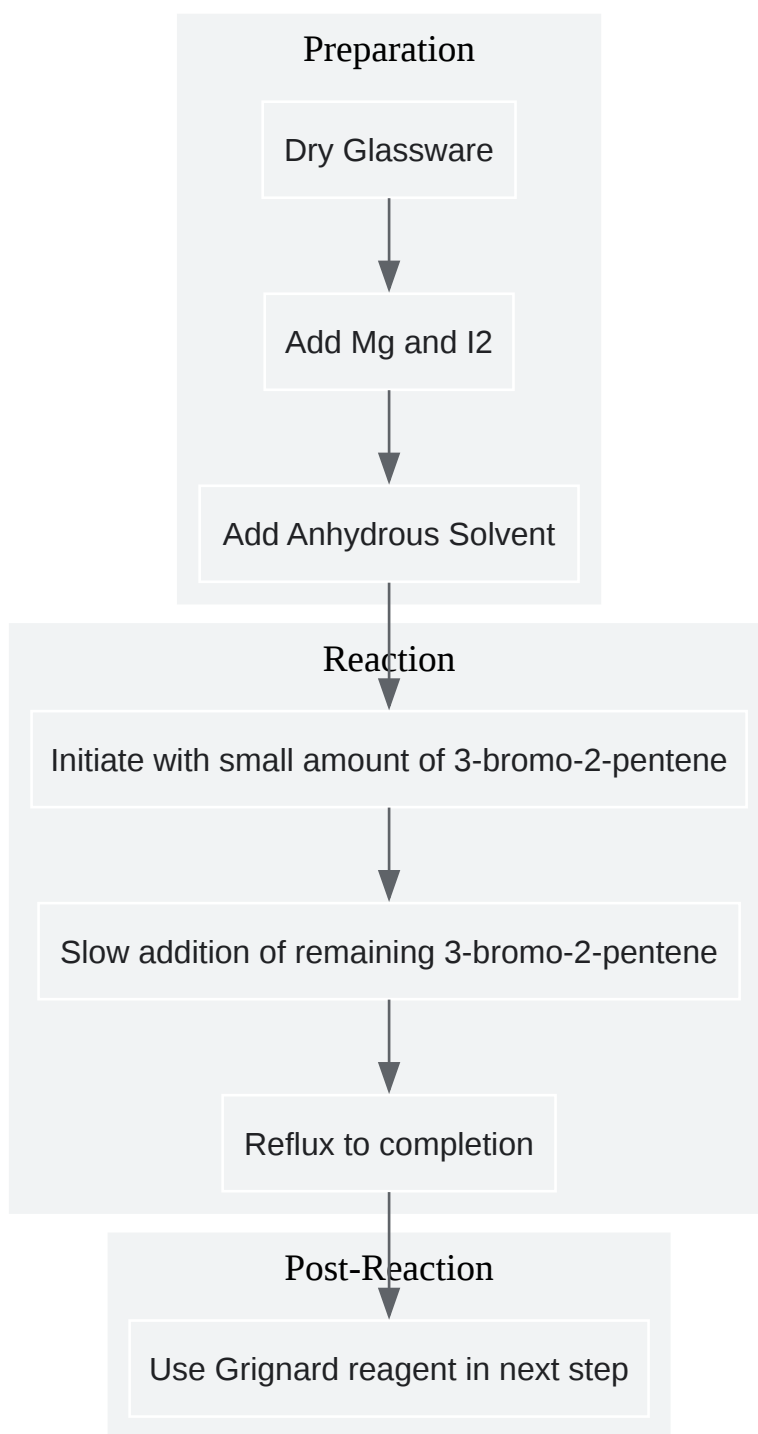 Preparation
Dry Glassware
Add Mg and I2
Add Anhydrous Solvent
Reaction
Initiate with small amount of 3-bromo-2-pentene
Slow addition of remaining 3-bromo-2-pentene
Reflux to completion
Post-Reaction
Use Grignard reagent in next step